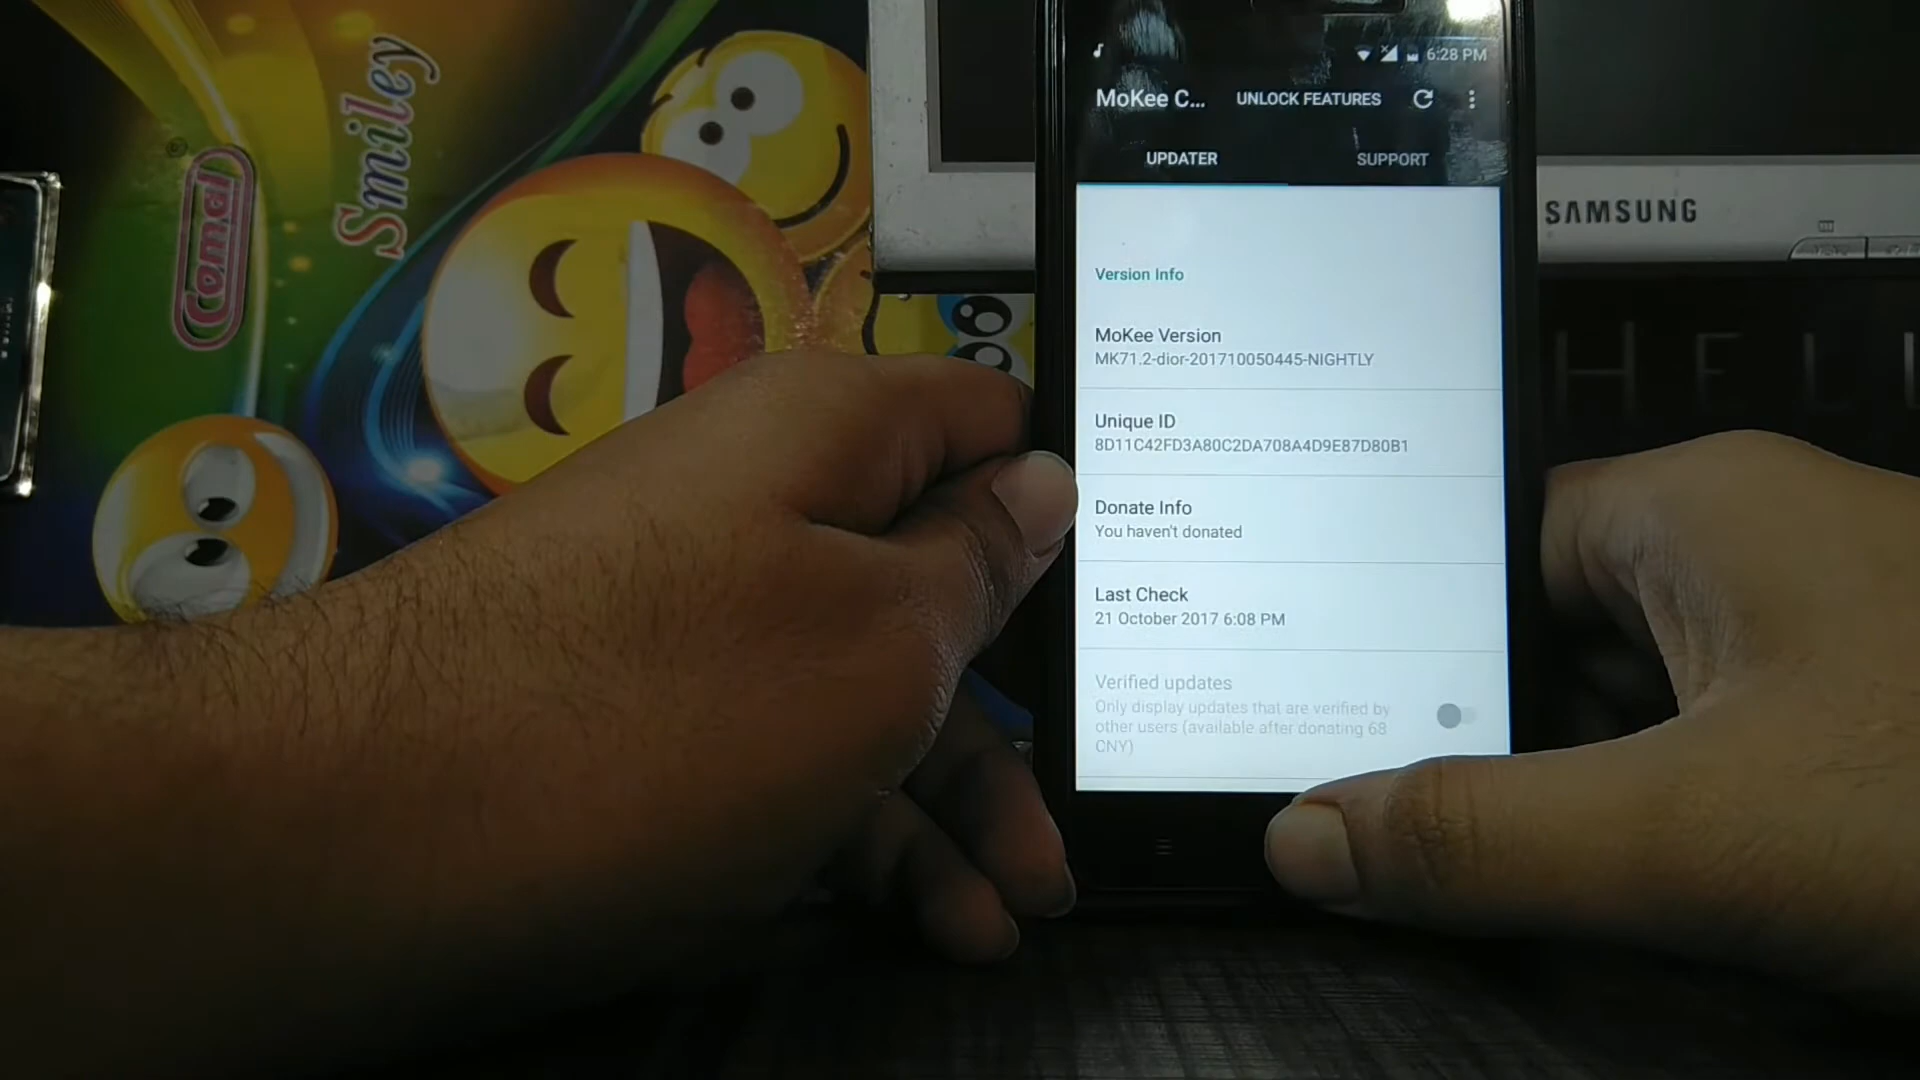 Smiley
Camel
6:28 PM
MoKee C...
UNLOCK FEATURES
UPDATER
SUPPORT
Version Info
MoKee Version
MK71.2-dior-201710050445-NIGHTLY
Unique ID
8D11C42FD3A80C2DA708A4D9E87D80B1
Donate Info
You haven't donated
Last Check
21 October 2017 6:08 PM
Verified updates
Only display updates that are verified by
other users (available after donating 68
CNY)
SAMSUNG
HELL